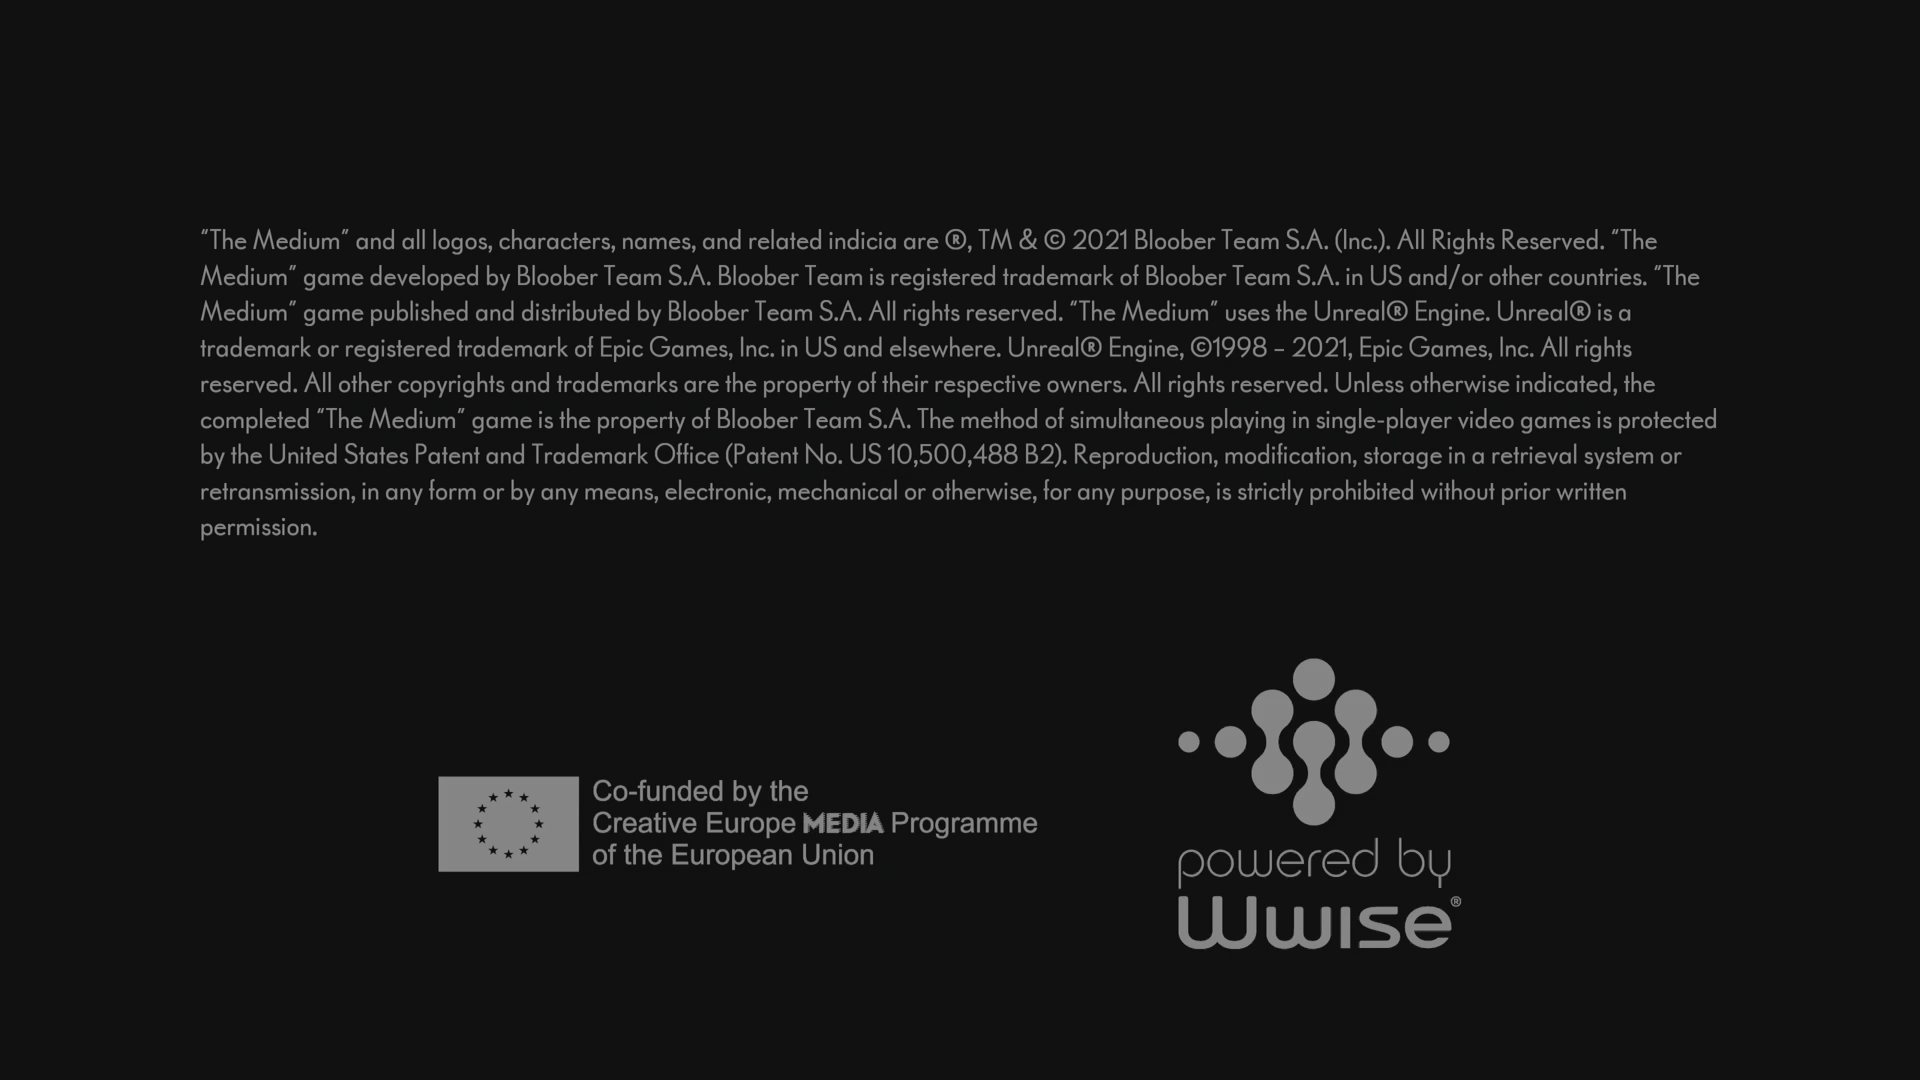 "The Medium" and all logos, characters, names, and related indicia are ®, TM & © 2021 Bloober Team S.A. (Inc.). All Rights Reserved. "The
Medium" game developed by Bloober Team S.A. Bloober Team is registered trademark of Bloober Team S.A. in US and/or other countries. "The
Medium" game published and distributed by Bloober Team S.A. All rights reserved. "The Medium" uses the Unreal® Engine. Unreal® is a
trademark or registered trademark of Epic Games, Inc. in US and elsewhere. Unreal® Engine, ©1998 – 2021, Epic Games, Inc. All rights
reserved. All other copyrights and trademarks are the property of their respective owners. All rights reserved. Unless otherwise indicated, the
completed "The Medium" game is the property of Bloober Team S.A. The method of simultaneous playing in single-player video games is protected
by the United States Patent and Trademark Office (Patent No. US 10,500,488 B2). Reproduction, modification, storage in a retrieval system or
retransmission, in any form or by any means, electronic, mechanical or otherwise, for any purpose, is strictly prohibited without prior written
permission.
Co-funded by the
Creative Europe MEDIA Programme
of the European Union
powered by
Wwise®